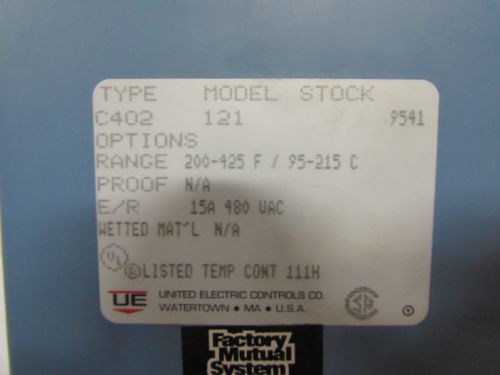 TYPE MODEL STOCK
C402 121 9541
OPTIONS
RANGE 200-425 F / 95-215 C
PROOF N/A
E/R 15A 480 VAC
WETTED MAT'L N/A
UL ® LISTED TEMP CONT 111H
UE UNITED ELECTRIC CONTROLS CO.
WATERTOWN • MA • U.S.A.
Factory
Mutual
System